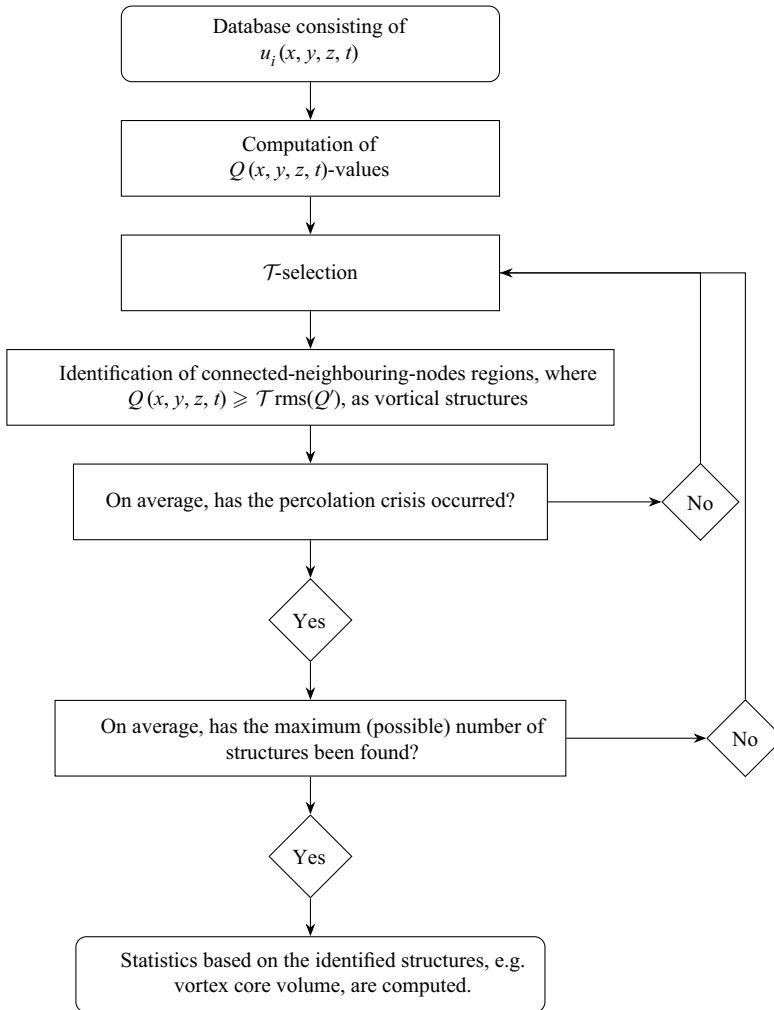 Database consisting of
u_i (x, y, z, t)
Computation of
Q (x, y, z, t)-values
𝒯-selection
Identification of connected-neighbouring-nodes regions, where
Q (x, y, z, t) ⩾ 𝒯 rms(Q′), as vortical structures
On average, has the percolation crisis occurred?
No
Yes
On average, has the maximum (possible) number of
structures been found?
No
Yes
Statistics based on the identified structures, e.g.
vortex core volume, are computed.